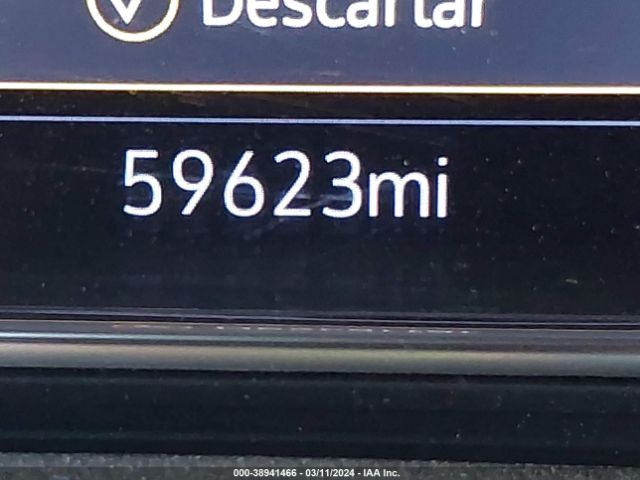 Descartar
59623mi
000-38941466 - 03/11/2024 - IAA Inc.